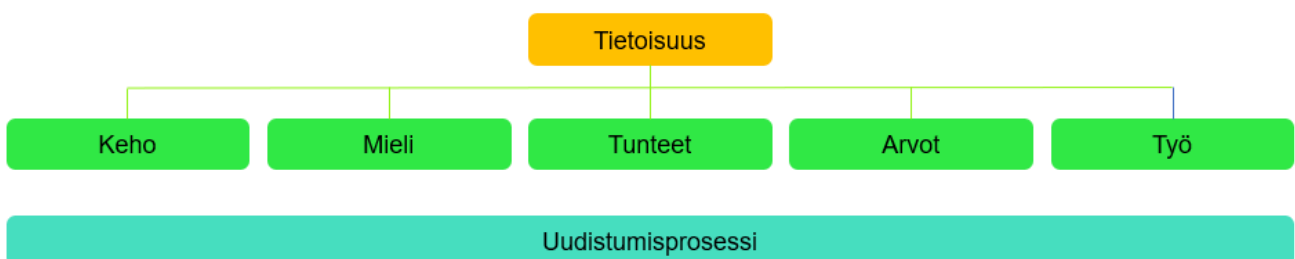 Tietoisuus
Keho
Mieli
Tunteet
Arvot
Työ
Uudistumisprosessi